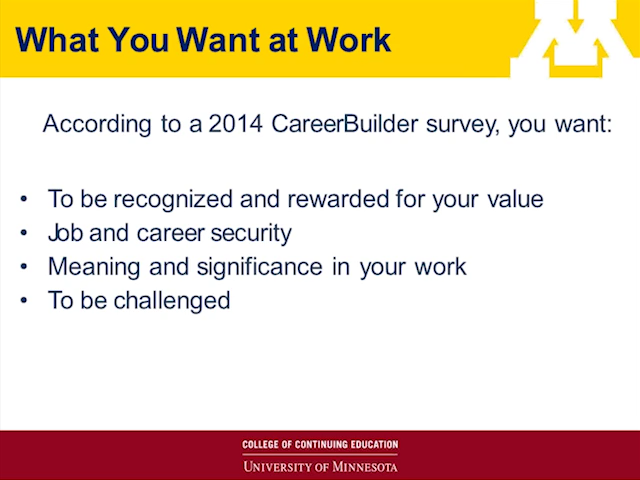 What You Want at Work
According to a 2014 CareerBuilder survey, you want:
• To be recognized and rewarded for your value
• Job and career security
• Meaning and significance in your work
• To be challenged
COLLEGE OF CONTINUING EDUCATION
UNIVERSITY OF MINNESOTA